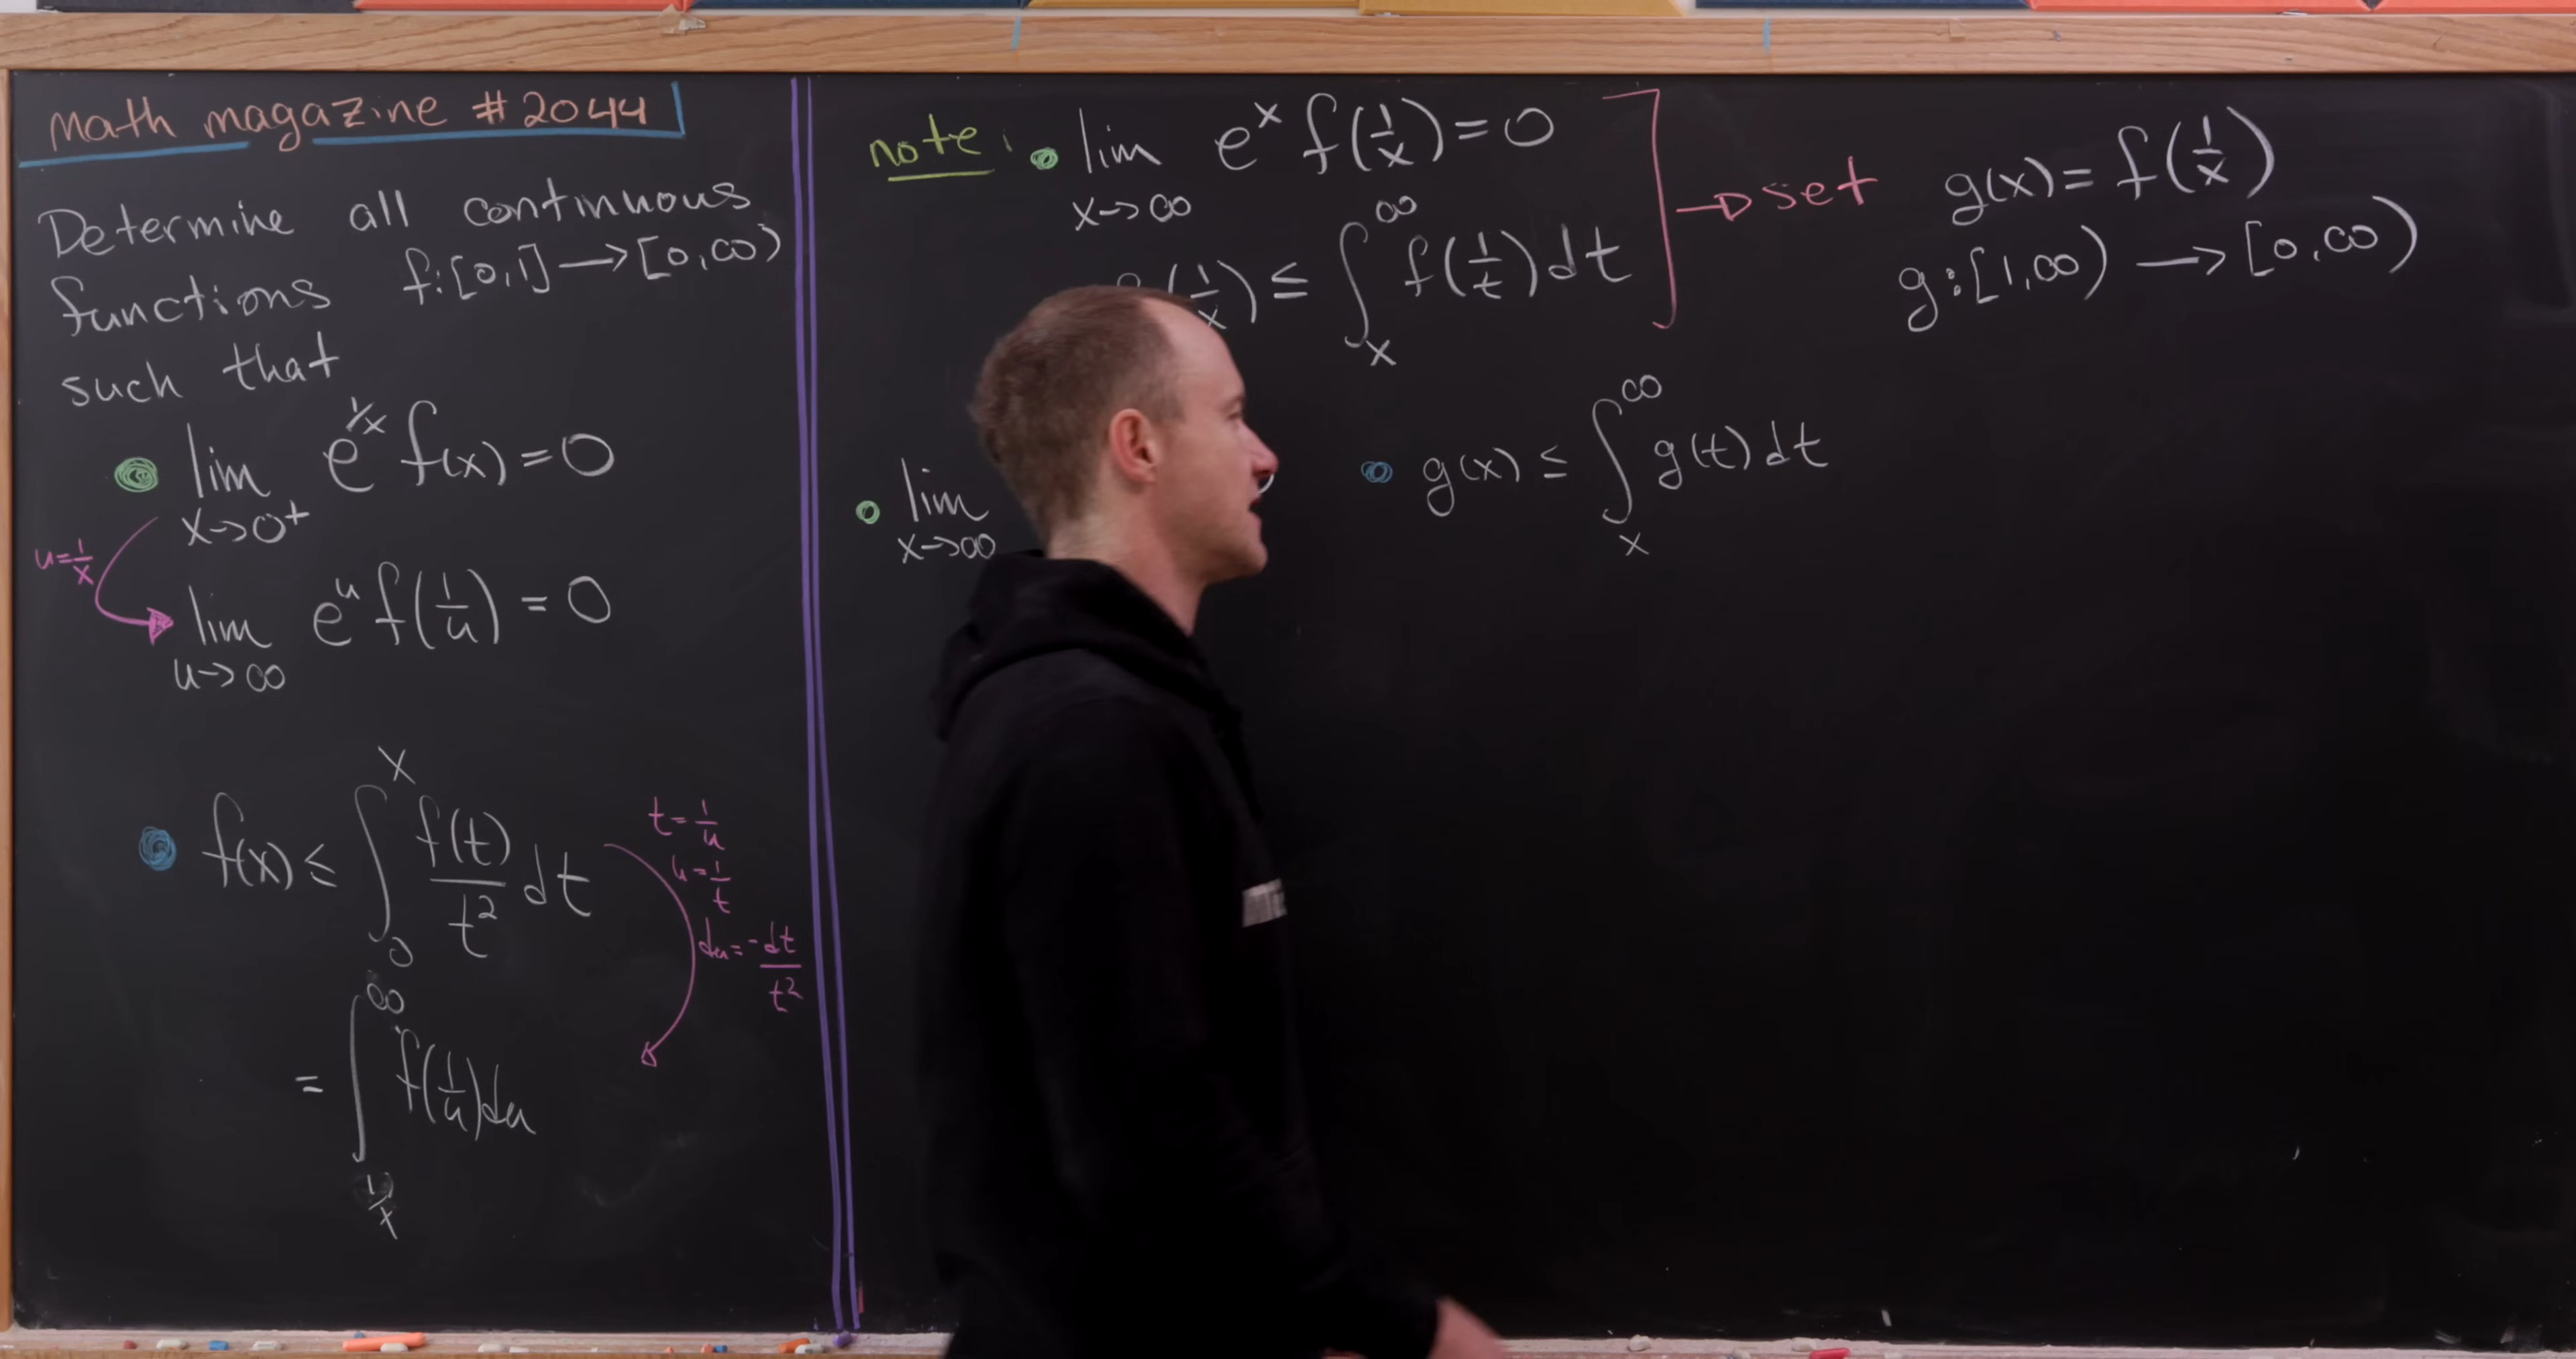 Math magazine #2044
Determine all continuous
functions f:[0,1]→[0,∞)
such that
• lim e^{1/x} f(x) = 0
x→0⁺
u=1/x
lim e^u f(1/u) = 0
u→∞
• f(x) ≤ ∫_0^x f(t)/t² dt
t=1/u
u=1/t
du=-dt/t²
= ∫_{1/x}^∞ f(1/u)du
note: • lim e^x f(1/x) = 0
x→∞
(1/x) ≤ ∫_x^∞ f(1/t)dt
→ set g(x) = f(1/x)
g:[1,∞) → [0,∞)
• lim
x→∞
• g(x) ≤ ∫_x^∞ g(t)dt